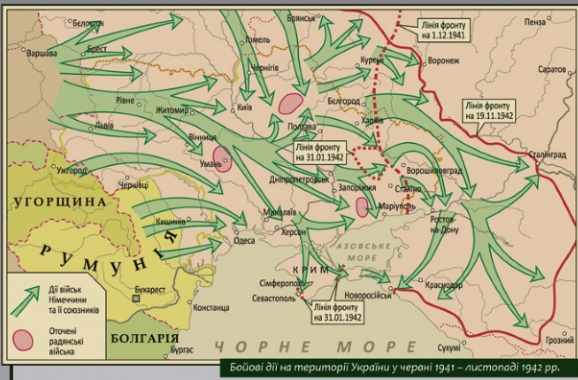 Білосток
Брянськ
Лінія фронту
на 1.12.1941
Пенза
Гомель
Варшава
Брест
Чернігів
Курськ
Воронеж
Саратов
Рівне
Житомир
Київ
Бєлгород
Лінія фронту
на 19.11.1942
Львів
Полтава
Харків
Вінниця
Лінія фронту
на 31.01.1942
Сталінград
Умань
Ужгород
Чернівці
Дніпропетровськ
Ворошиловград
УГОРЩИНА
Запоріжжя
Сталіно
Кишинів
Миколаїв
Маріуполь
Ростов-
на-Дону
Одеса
Херсон
РУМУНІЯ
АЗОВСЬКЕ
МОРЕ
КРИМ
Дії військ
Німеччини
та її союзників
Бухарест
Сімферополь
Севастополь
Новоросійськ
Краснодар
Констанца
Лінія фронту
на 31.01.1942
Оточені
радянські
війська
БОЛГАРІЯ
Бургас
ЧОРНЕ МОРЕ
Сухумі
Грозний
Бойові дії на території України у червні 1941 – листопаді 1942 рр.